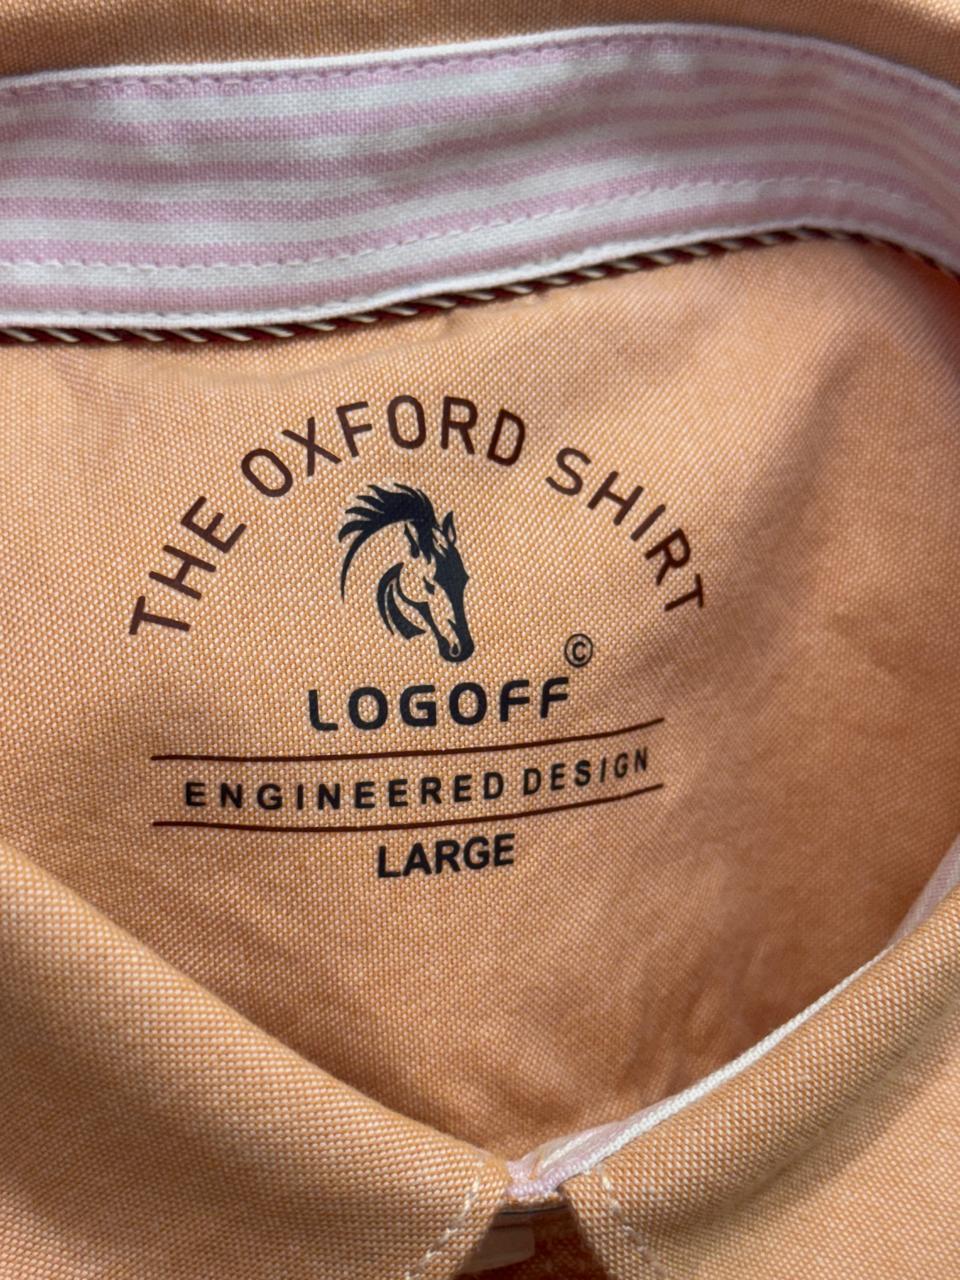 THE OXFORD SHIRT
©
LOGOFF
ENGINEERED DESIGN
LARGE